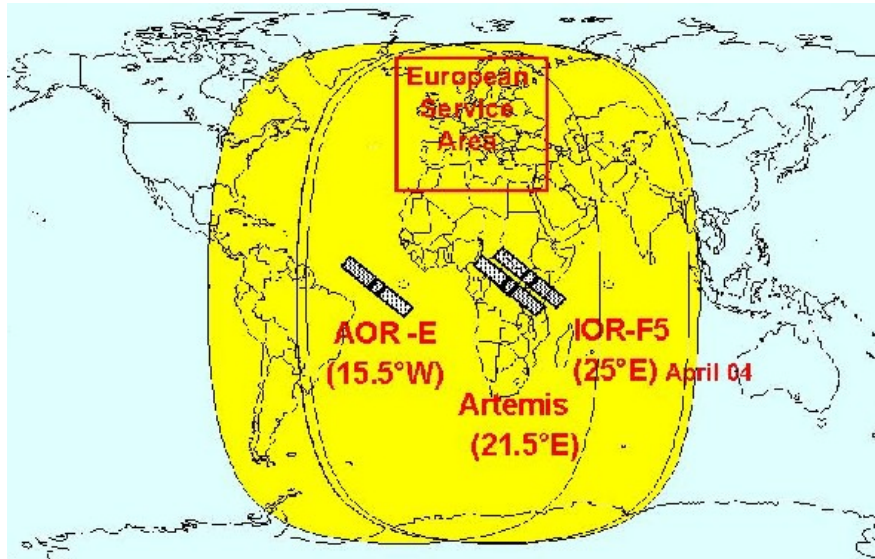 European
Service
Area
AOR -E
(15.5°W)
IOR-F5
(25°E) April 04
Artemis
(21.5°E)